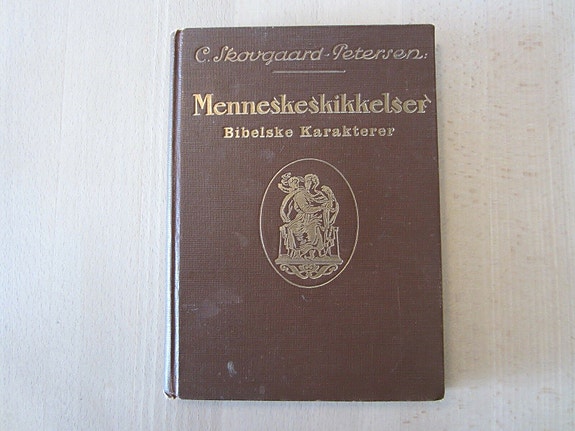 C. Skovgaard-Petersen:
Menneskeskikkelser
Bibelske Karakterer